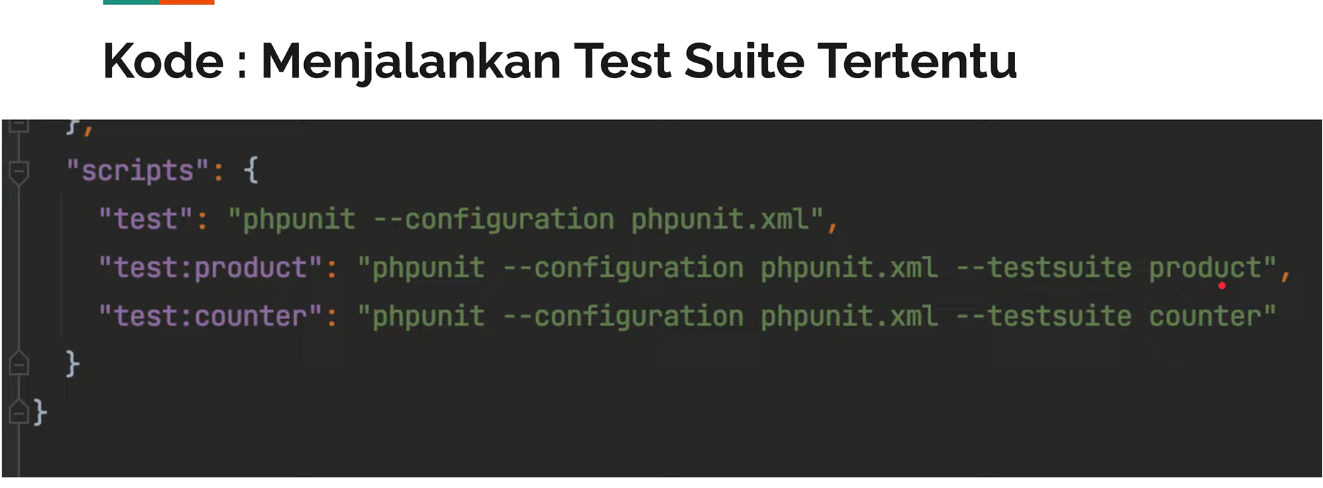 Kode : Menjalankan Test Suite Tertentu
},
"scripts": {
"test": "phpunit --configuration phpunit.xml",
"test:product": "phpunit --configuration phpunit.xml --testsuite product",
"test:counter": "phpunit --configuration phpunit.xml --testsuite counter"
}
}